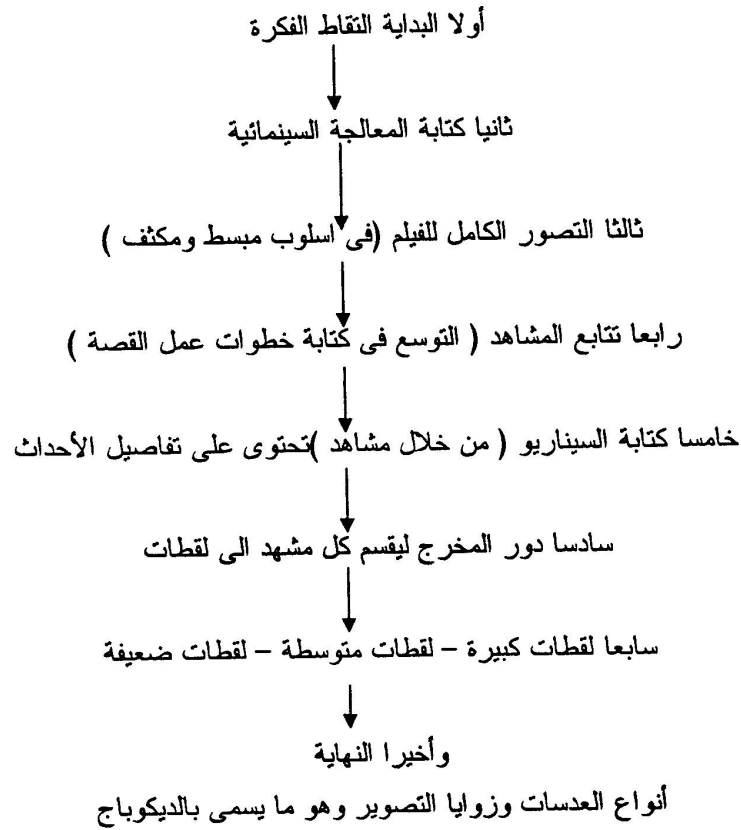 أولا البداية التقاط الفكرة
ثانيا كتابة المعالجة السينمائية
ثالثا التصور الكامل للفيلم (فى اسلوب مبسط ومكثف )
رابعا تتابع المشاهد ( التوسع فى كتابة خطوات عمل القصة )
خامسا كتابة السيناريو ( من خلال مشاهد )تحتوى على تفاصيل الأحداث
سادسا دور المخرج ليقسم كل مشهد الى لقطات
سابعا لقطات كبيرة – لقطات متوسطة – لقطات ضعيفة
وأخيرا النهاية
أنواع العدسات وزوايا التصوير وهو ما يسمى بالديكوباج